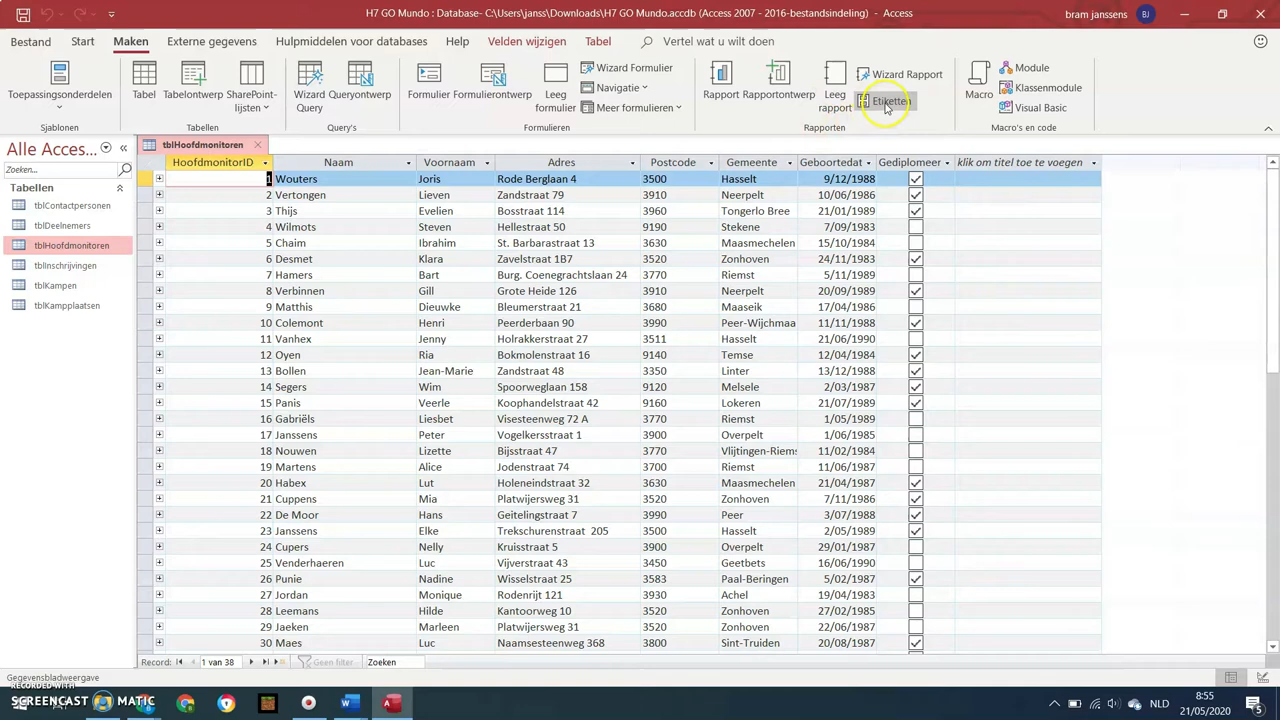 H7 GO Mundo : Database- C:\Users\janss\Downloads\H7 GO Mundo.accdb (Access 2007 - 2016-bestandsindeling) - Access
bram janssens
BJ
Bestand Start Maken Externe gegevens Hulpmiddelen voor databases Help Velden wijzigen Tabel Vertel wat u wilt doen
Toepassingsonderdelen
Sjablonen
Tabel Tabelontwerp SharePoint-lijsten
Tabellen
Wizard Query Queryontwerp
Query's
Formulier Formulierontwerp Leeg formulier
Wizard Formulier
Navigatie
Meer formulieren
Formulieren
Rapport Rapportontwerp Leeg rapport
Wizard Rapport
Etiketten
Rapporten
Macro
Module
Klassenmodule
Visual Basic
Macro's en code
Alle Acces...
Zoeken...
Tabellen
tblContactpersonen
tblDeelnemers
tblHoofdmonitoren
tblInschrijvingen
tblKampen
tblKampplaatsen
tblHoofdmonitoren
HoofdmonitorID Naam Voornaam Adres Postcode Gemeente Geboortedat Gediplomeer klik om titel toe te voegen
1 Wouters Joris Rode Berglaan 4 3500 Hasselt 9/12/1988
2 Vertongen Lieven Zandstraat 79 3910 Neerpelt 10/06/1986
3 Thijs Evelien Bosstraat 114 3960 Tongerlo Bree 21/01/1989
4 Wilmots Steven Hellestraat 50 9190 Stekene 7/09/1983
5 Chaim Ibrahim St. Barbarastraat 13 3630 Maasmechelen 15/10/1984
6 Desmet Klara Zavelstraat 1B7 3520 Zonhoven 24/11/1983
7 Hamers Bart Burg. Coenegrachtslaan 24 3770 Riemst 5/11/1989
8 Verbinnen Gill Grote Heide 126 3910 Neerpelt 20/09/1989
9 Matthis Dieuwke Bleumerstraat 21 3680 Maaseik 17/04/1986
10 Colemont Henri Peerderbaan 90 3990 Peer-Wijchmaa 11/11/1988
11 Vanhex Jenny Holrakkerstraat 27 3511 Hasselt 21/06/1990
12 Oyen Ria Bokmolenstraat 16 9140 Temse 12/04/1984
13 Bollen Jean-Marie Zandstraat 48 3350 Linter 13/12/1988
14 Segers Wim Spoorweglaan 158 9120 Melsele 2/03/1987
15 Panis Veerle Koophandelstraat 42 9160 Lokeren 21/07/1989
16 Gabriëls Liesbet Visesteenweg 72 A 3770 Riemst 1/05/1989
17 Janssens Peter Vogelkersstraat 1 3900 Overpelt 1/06/1985
18 Nouwen Lizette Bijsstraat 47 3770 Vlijtingen-Riems 11/02/1984
19 Martens Alice Jodenstraat 74 3700 Riemst 11/06/1987
20 Habex Lut Holeneindstraat 32 3630 Maasmechelen 21/04/1987
21 Cuppens Mia Platwijersweg 31 3520 Zonhoven 7/11/1986
22 De Moor Hans Geitelingstraat 7 3990 Peer 3/07/1988
23 Janssens Elke Trekschurenstraat 205 3500 Hasselt 2/05/1989
24 Cupers Nelly Kruisstraat 5 3900 Overpelt 29/01/1987
25 Venderhaeren Luc Vijverstraat 43 3450 Geetbets 16/06/1990
26 Punie Nadine Wisselstraat 25 3583 Paal-Beringen 5/02/1987
27 Jordan Monique Rodenrijt 121 3930 Achel 19/04/1983
28 Leemans Hilde Kantoorweg 10 3520 Zonhoven 27/02/1985
29 Jaeken Marleen Platwijersweg 31 3520 Zonhoven 22/06/1987
30 Maes Luc Naamsesteenweg 368 3800 Sint-Truiden 20/08/1987
Record: 1 van 38 Geen filter Zoeken
Gegevensbladweergave
RECORDED WITH
SCREENCAST MATIC
NLD
8:55
21/05/2020